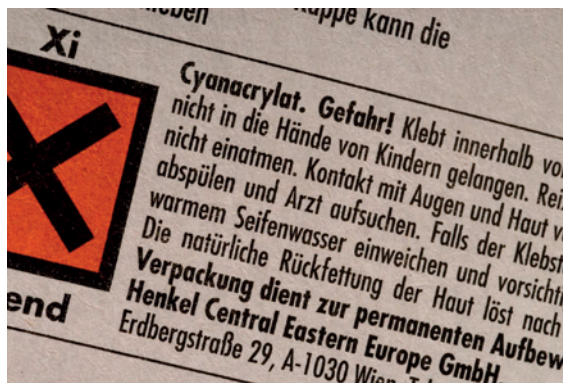 kann die
Xi
Cyanacrylat. Gefahr! Klebt innerhalb
nicht in die Hände von Kindern gelangen.
nicht einatmen. Kontakt mit Augen und Haut
abspülen und Arzt aufsuchen. Falls der
warmem Seifenwasser einweichen und
Die natürliche Rückfettung der Haut löst nach
Verpackung dient zur permanenten
Henkel Central Eastern Europe GmbH
Erdbergstraße 29, A-1030 Wien,